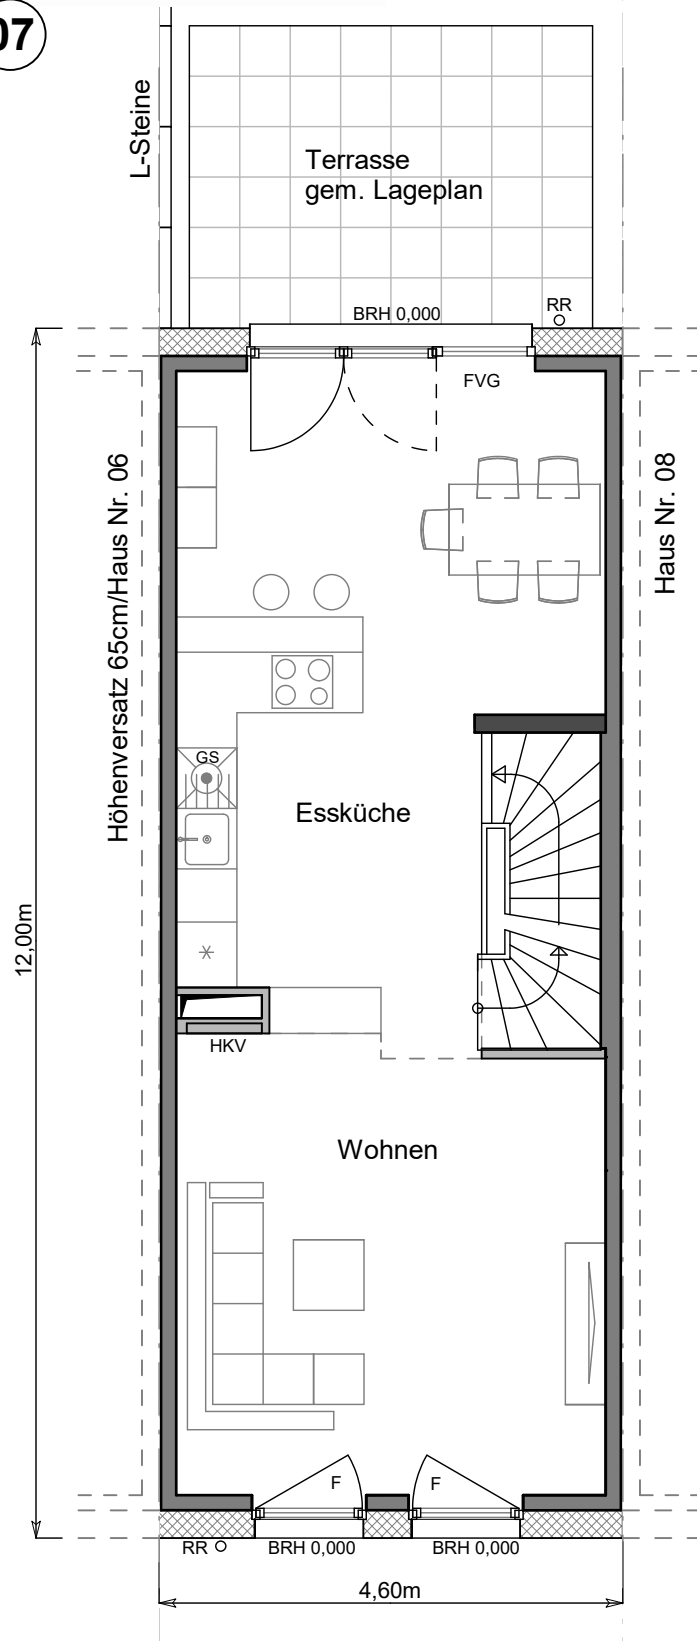 07
L-Steine
Terrasse
gem. Lageplan
BRH 0,000
RR
FVG
Höhenversatz 65cm/Haus Nr. 06
Haus Nr. 08
GS
Essküche
12,00m
HKV
Wohnen
F
F
RR
BRH 0,000
BRH 0,000
4,60m